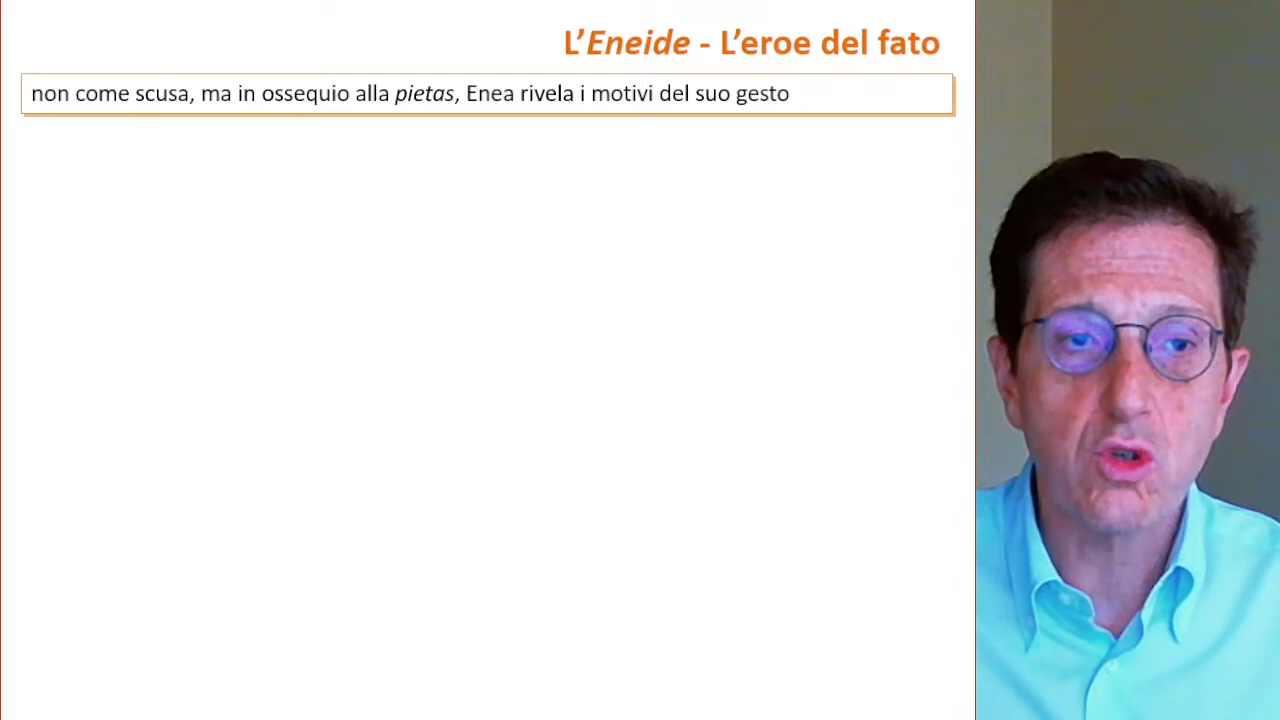 L'Eneide - L'eroe del fato
non come scusa, ma in ossequio alla pietas, Enea rivela i motivi del suo gesto